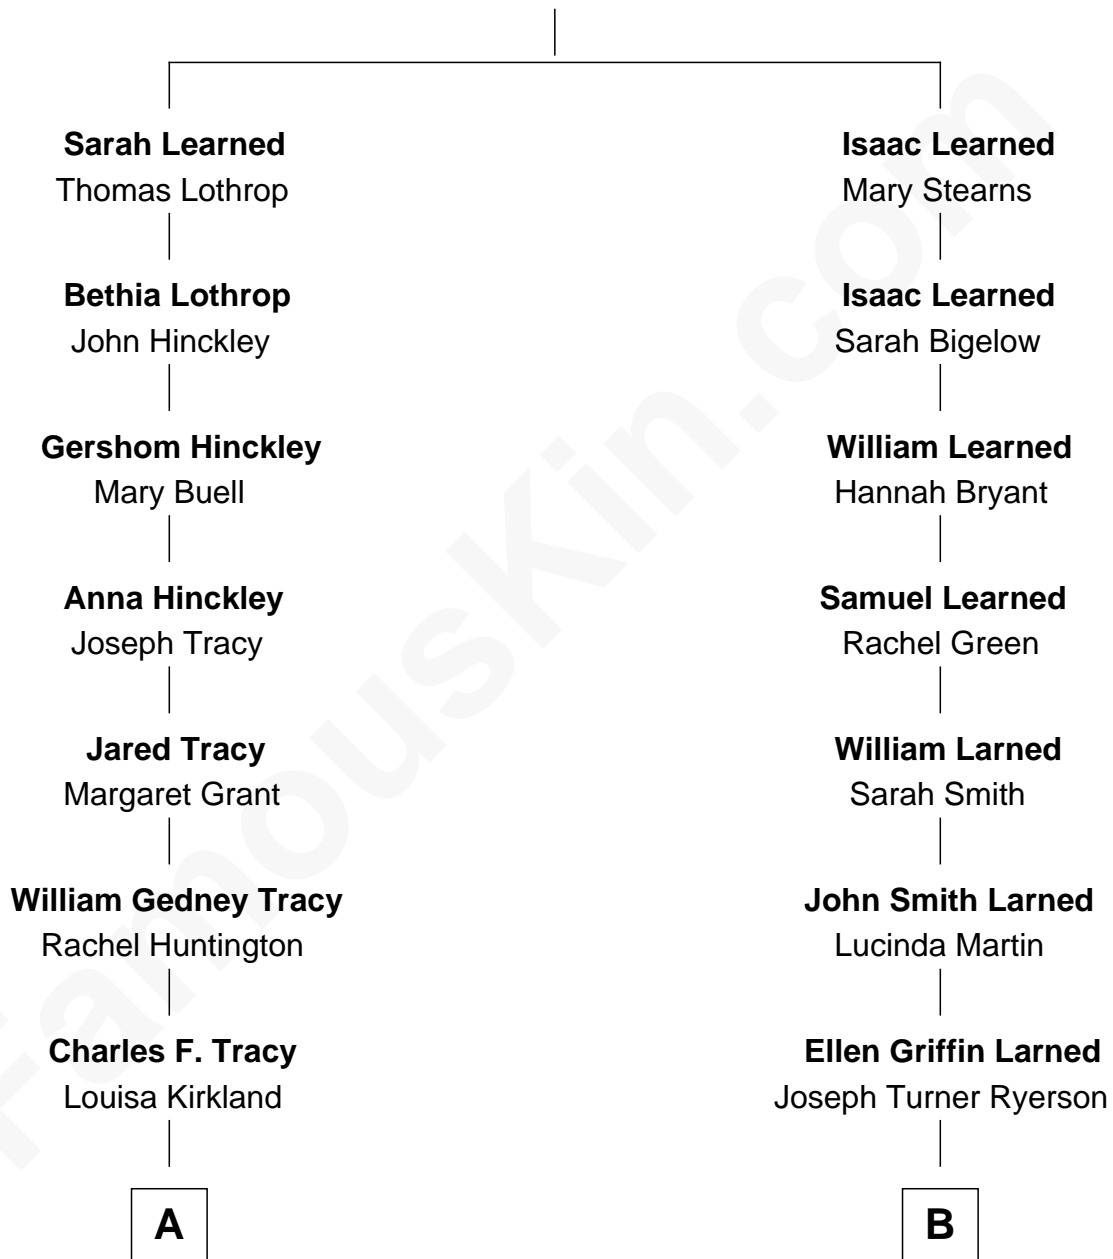 Sarah Learned
Thomas Lothrop
Isaac Learned
Mary Stearns
Bethia Lothrop
John Hinckley
Isaac Learned
Sarah Bigelow
Gershom Hinckley
Mary Buell
William Learned
Hannah Bryant
Anna Hinckley
Joseph Tracy
Samuel Learned
Rachel Green
Jared Tracy
Margaret Grant
William Larned
Sarah Smith
William Gedney Tracy
Rachel Huntington
John Smith Larned
Lucinda Martin
Charles F. Tracy
Louisa Kirkland
Ellen Griffin Larned
Joseph Turner Ryerson
A
B
FamousKin.com